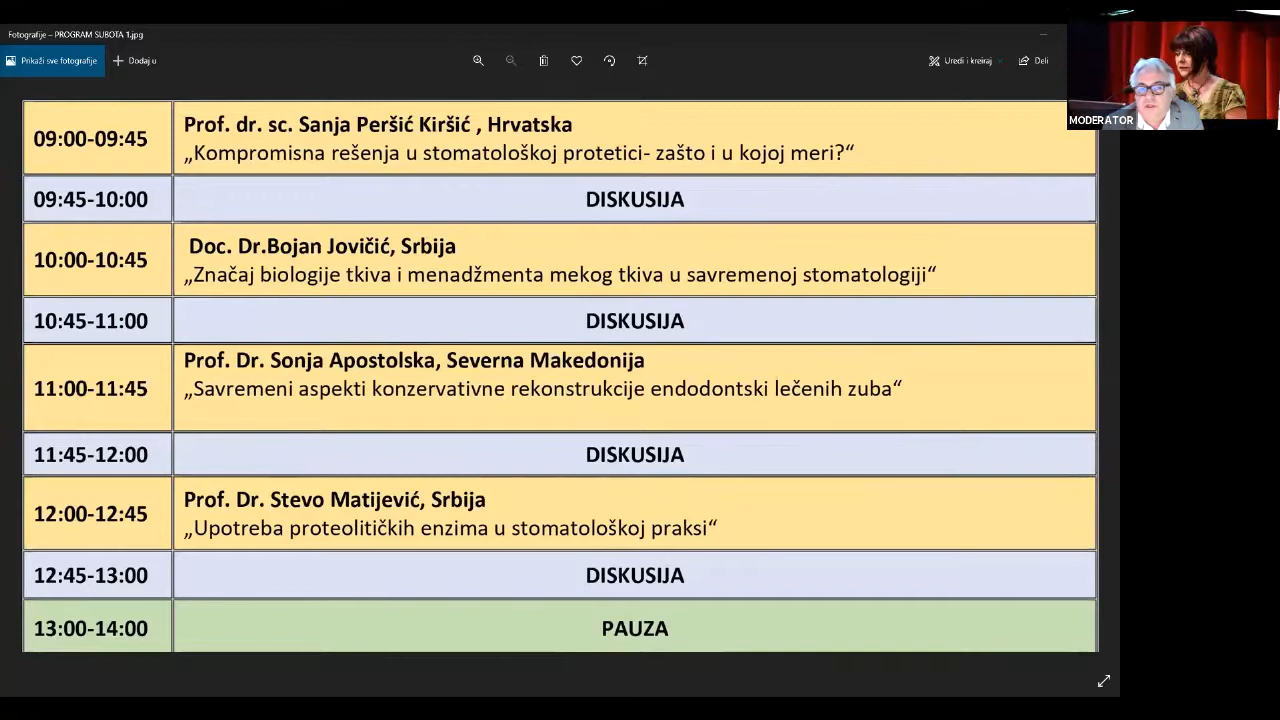 Fotografije – PROGRAM SUBOTA 1.jpg
Prikaži sve fotografije
Dodaj u
Uredi i kreiraj
Deli
MODERATOR
09:00-09:45
Prof. dr. sc. Sanja Peršić Kiršić , Hrvatska
„Kompromisna rešenja u stomatološkoj protetici- zašto i u kojoj meri?“
09:45-10:00
DISKUSIJA
10:00-10:45
Doc. Dr.Bojan Jovičić, Srbija
„Značaj biologije tkiva i menadžmenta mekog tkiva u savremenoj stomatologiji“
10:45-11:00
DISKUSIJA
11:00-11:45
Prof. Dr. Sonja Apostolska, Severna Makedonija
„Savremeni aspekti konzervativne rekonstrukcije endodontski lečenih zuba“
11:45-12:00
DISKUSIJA
12:00-12:45
Prof. Dr. Stevo Matijević, Srbija
„Upotreba proteolitičkih enzima u stomatološkoj praksi“
12:45-13:00
DISKUSIJA
13:00-14:00
PAUZA